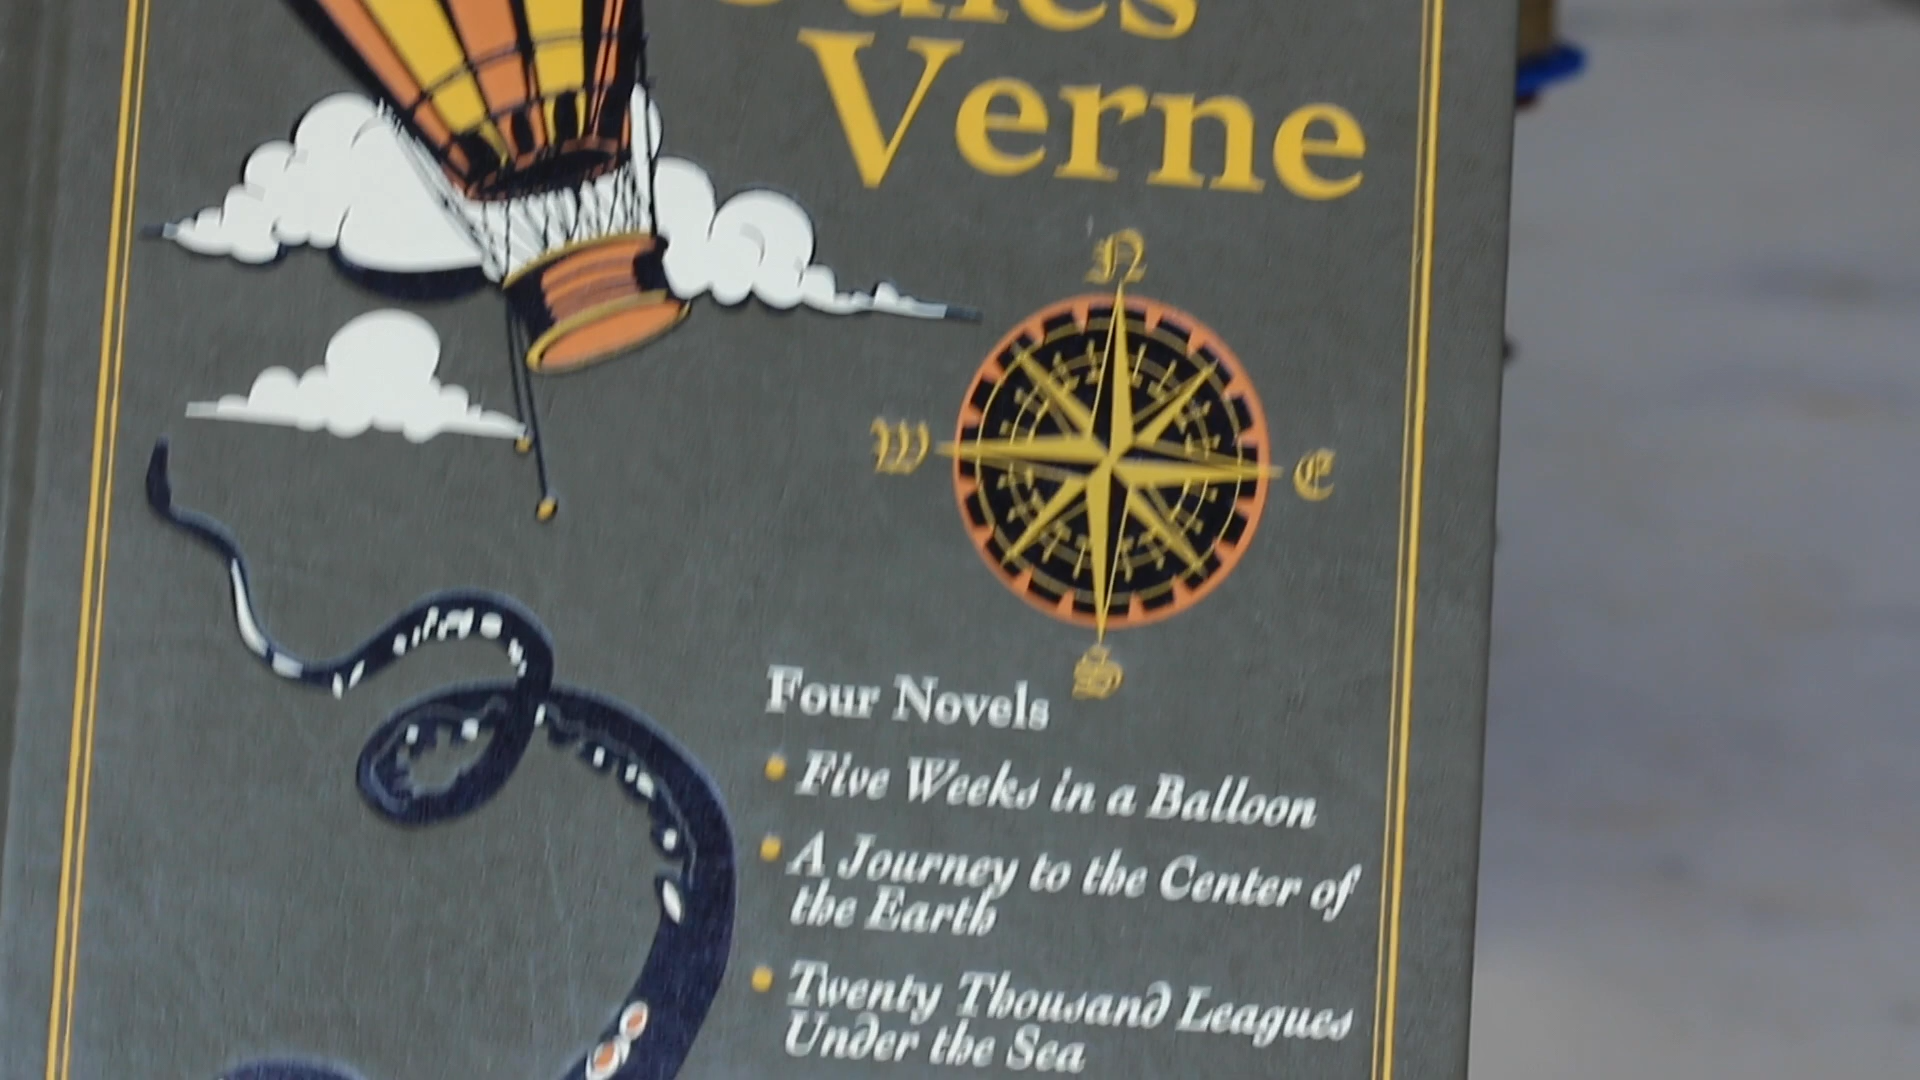 Jules
Verne
N
W
E
S
Four Novels
• Five Weeks in a Balloon
• A Journey to the Center of
the Earth
• Twenty Thousand Leagues
Under the Sea